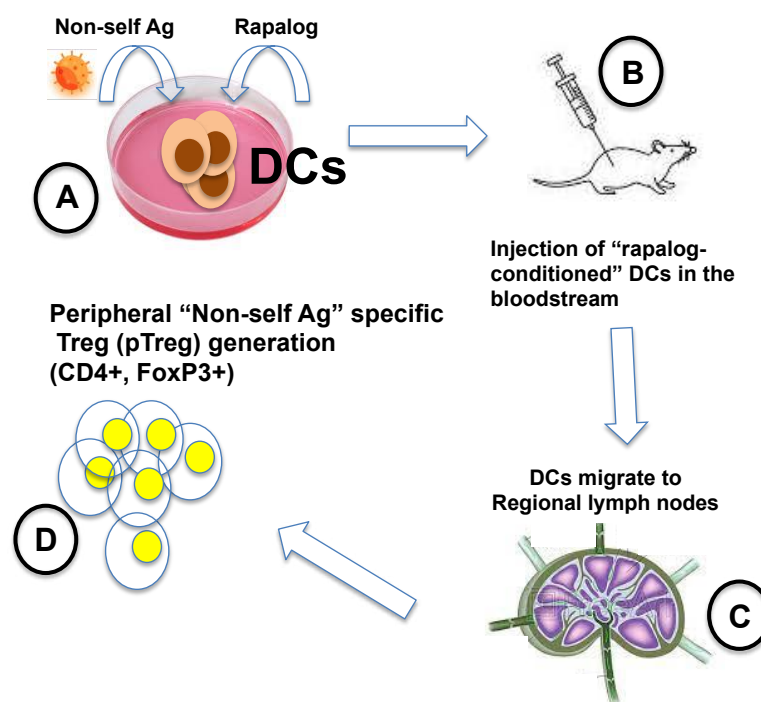 Non-self Ag
Rapalog
DCs
A
B
Injection of “rapalog-
conditioned” DCs in the
bloodstream
DCs migrate to
Regional lymph nodes
C
Peripheral “Non-self Ag” specific
Treg (pTreg) generation
(CD4+, FoxP3+)
D